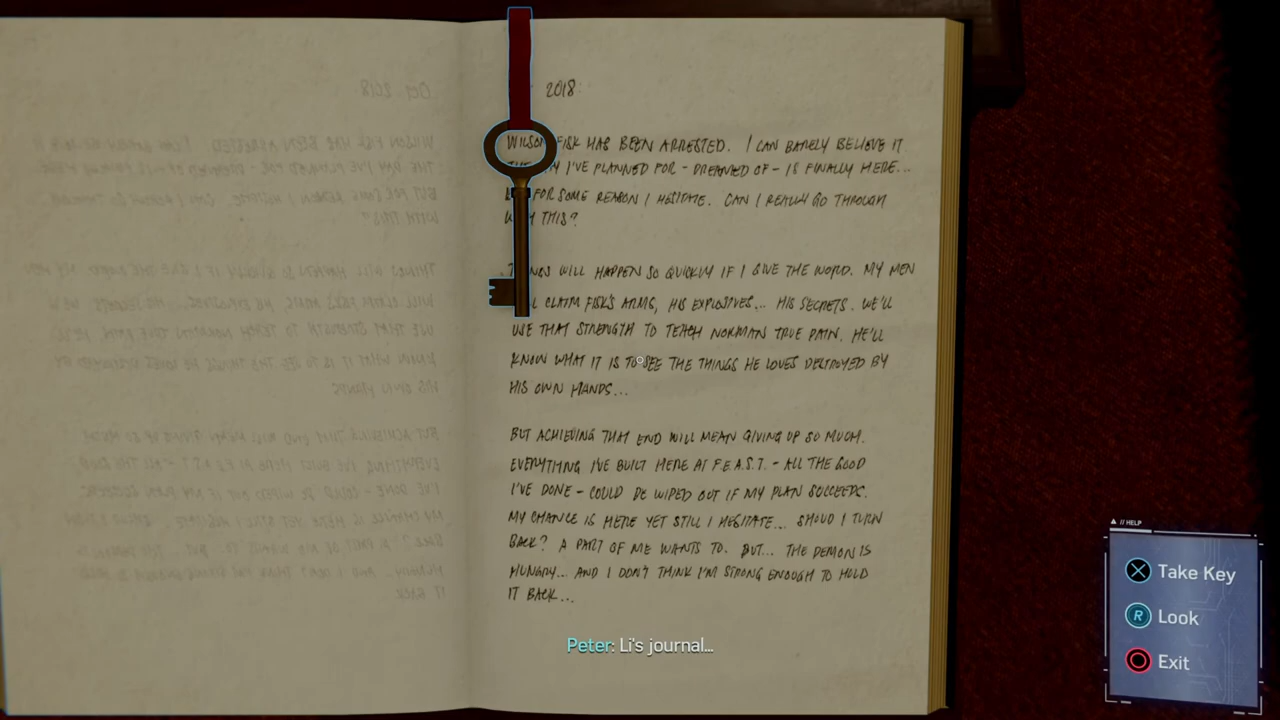 2018
WILSON FISK HAS BEEN ARRESTED. I CAN BARELY BELIEVE IT.
I'VE PLANNED FOR - DREAMED OF - IS FINALLY HERE...
FOR SOME REASON I HESITATE. CAN I REALLY GO THROUGH
THIS?
WILL HAPPEN SO QUICKLY IF I GIVE THE WORD. MY MEN
CLAIM FISK'S ARMS, HIS EXPLOSIVES... HIS SECRETS. WE'LL
USE THAT STRENGTH TO TEACH NORMAN TRUE PAIN. HE'LL
KNOW WHAT IT IS TO SEE THE THINGS HE LOVES DESTROYED BY
HIS OWN HANDS...
BUT ACHIEVING THAT END WILL MEAN GIVING UP SO MUCH.
EVERYTHING I'VE BUILT HERE AT F.E.A.S.T. - ALL THE GOOD
I'VE DONE - COULD BE WIPED OUT IF MY PLAN SUCCEEDS.
MY CHANCE IS HERE YET STILL I HESITATE... SHOUD I TURN
BACK? A PART OF ME WANTS TO. BUT... THE DEMON IS
HUNGRY... AND I DON'T THINK I'M STRONG ENOUGH TO HOLD
IT BACK...
Peter: Li's journal...
// HELP
Take Key
R Look
Exit